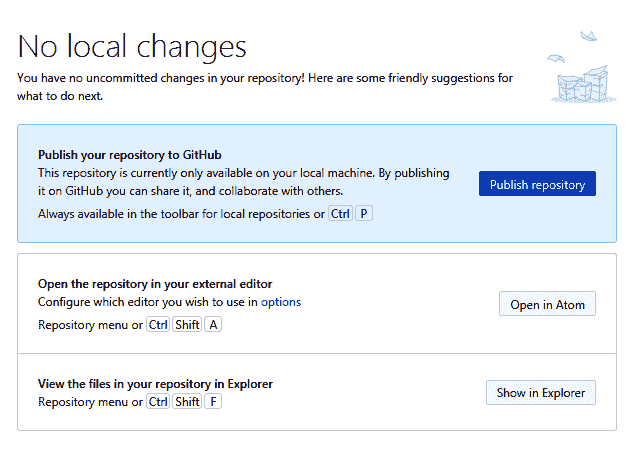 No local changes
You have no uncommitted changes in your repository! Here are some friendly suggestions for
what to do next.
Publish your repository to GitHub
This repository is currently only available on your local machine. By publishing
it on GitHub you can share it, and collaborate with others.
Always available in the toolbar for local repositories or Ctrl P
Publish repository
Open the repository in your external editor
Configure which editor you wish to use in options
Repository menu or Ctrl Shift A
Open in Atom
View the files in your repository in Explorer
Repository menu or Ctrl Shift F
Show in Explorer